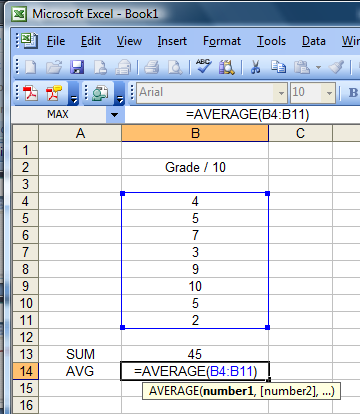 Microsoft Excel - Book1
File Edit View Insert Format Tools Data
ABC
Arial 10 B
MAX =AVERAGE(B4:B11)
A B C
1
2 Grade / 10
3
4 4
5 5
6 7
7 3
8 9
9 10
10 5
11 2
12
13 SUM 45
14 AVG =AVERAGE(B4:B11)
15 AVERAGE(number1, [number2], ...)
16